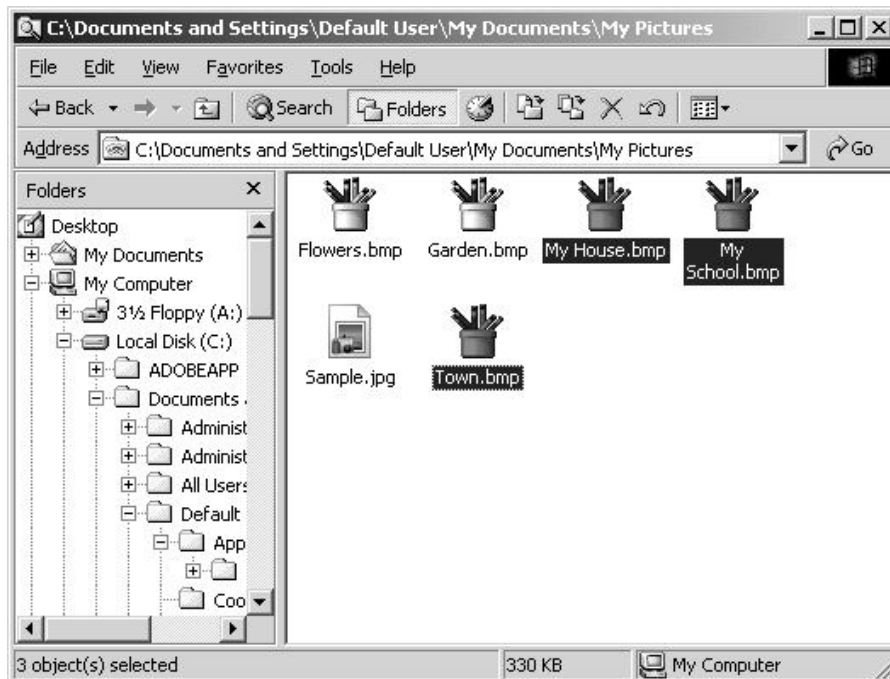 C:\Documents and Settings\Default User\My Documents\My Pictures
File Edit View Favorites Tools Help
Back Search Folders
Address C:\Documents and Settings\Default User\My Documents\My Pictures Go
Folders
Desktop
My Documents
My Computer
3½ Floppy (A:)
Local Disk (C:)
ADOBEAPP
Documents
Administ
Administ
All Users
Default
App
Coo
Flowers.bmp Garden.bmp My House.bmp My
School.bmp
Sample.jpg Town.bmp
3 object(s) selected 330 KB My Computer